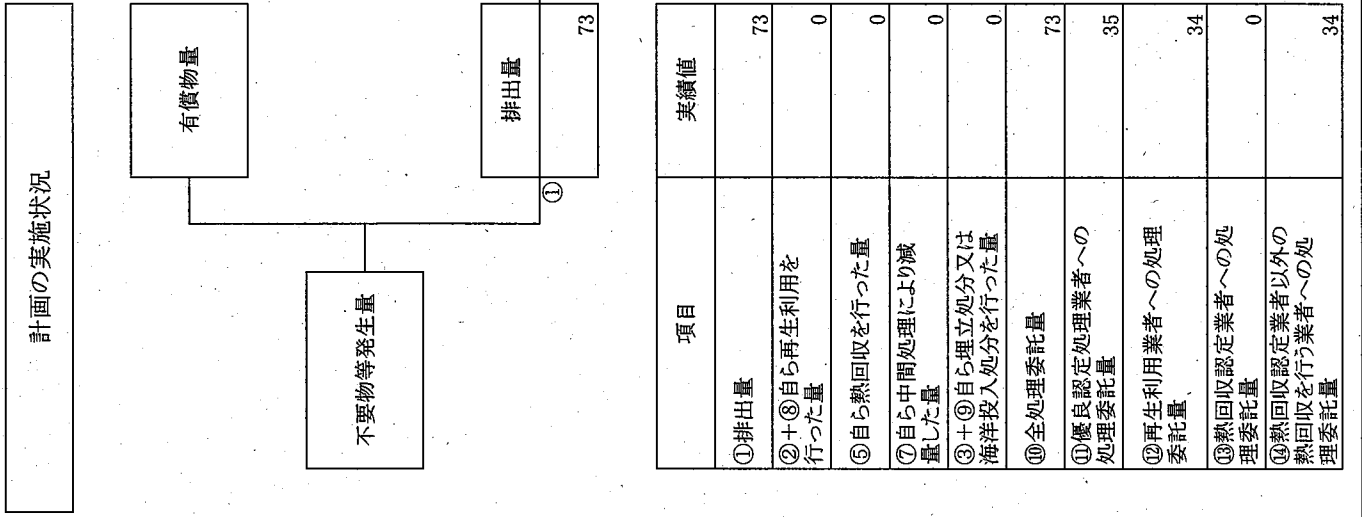 計画の実施状況
不要物等発生量
有償物量
①
排出量
73
項目
実績値
①排出量
73
②+⑧自ら再生利用を
行った量
0
⑤自ら熱回収を行った量
0
⑦自ら中間処理により減
量した量
0
③+⑨自ら埋立処分又は
海洋投入処分を行った量
0
⑩全処理委託量
73
⑪優良認定処理業者への
処理委託量
35
⑫再生利用業者への処理
委託量
34
⑬熱回収認定業者への処
理委託量
0
⑭熱回収認定業者以外の
熱回収を行う業者への処
理委託量
34